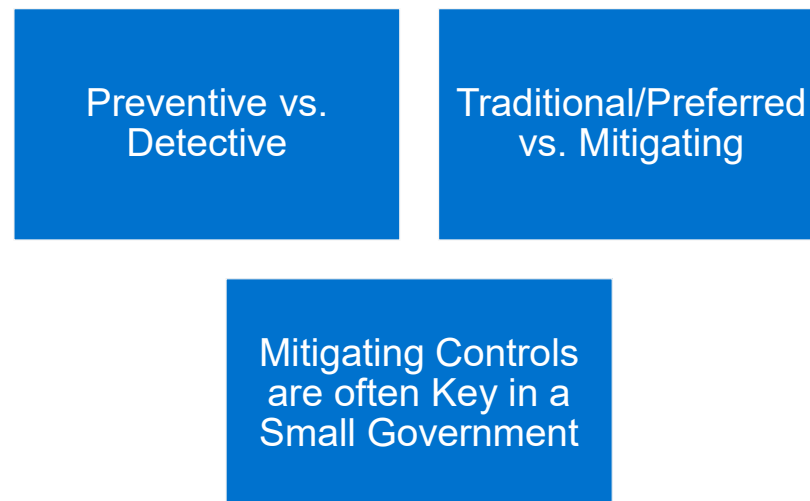 Preventive vs.
Detective
Traditional/Preferred
vs. Mitigating
Mitigating Controls
are often Key in a
Small Government